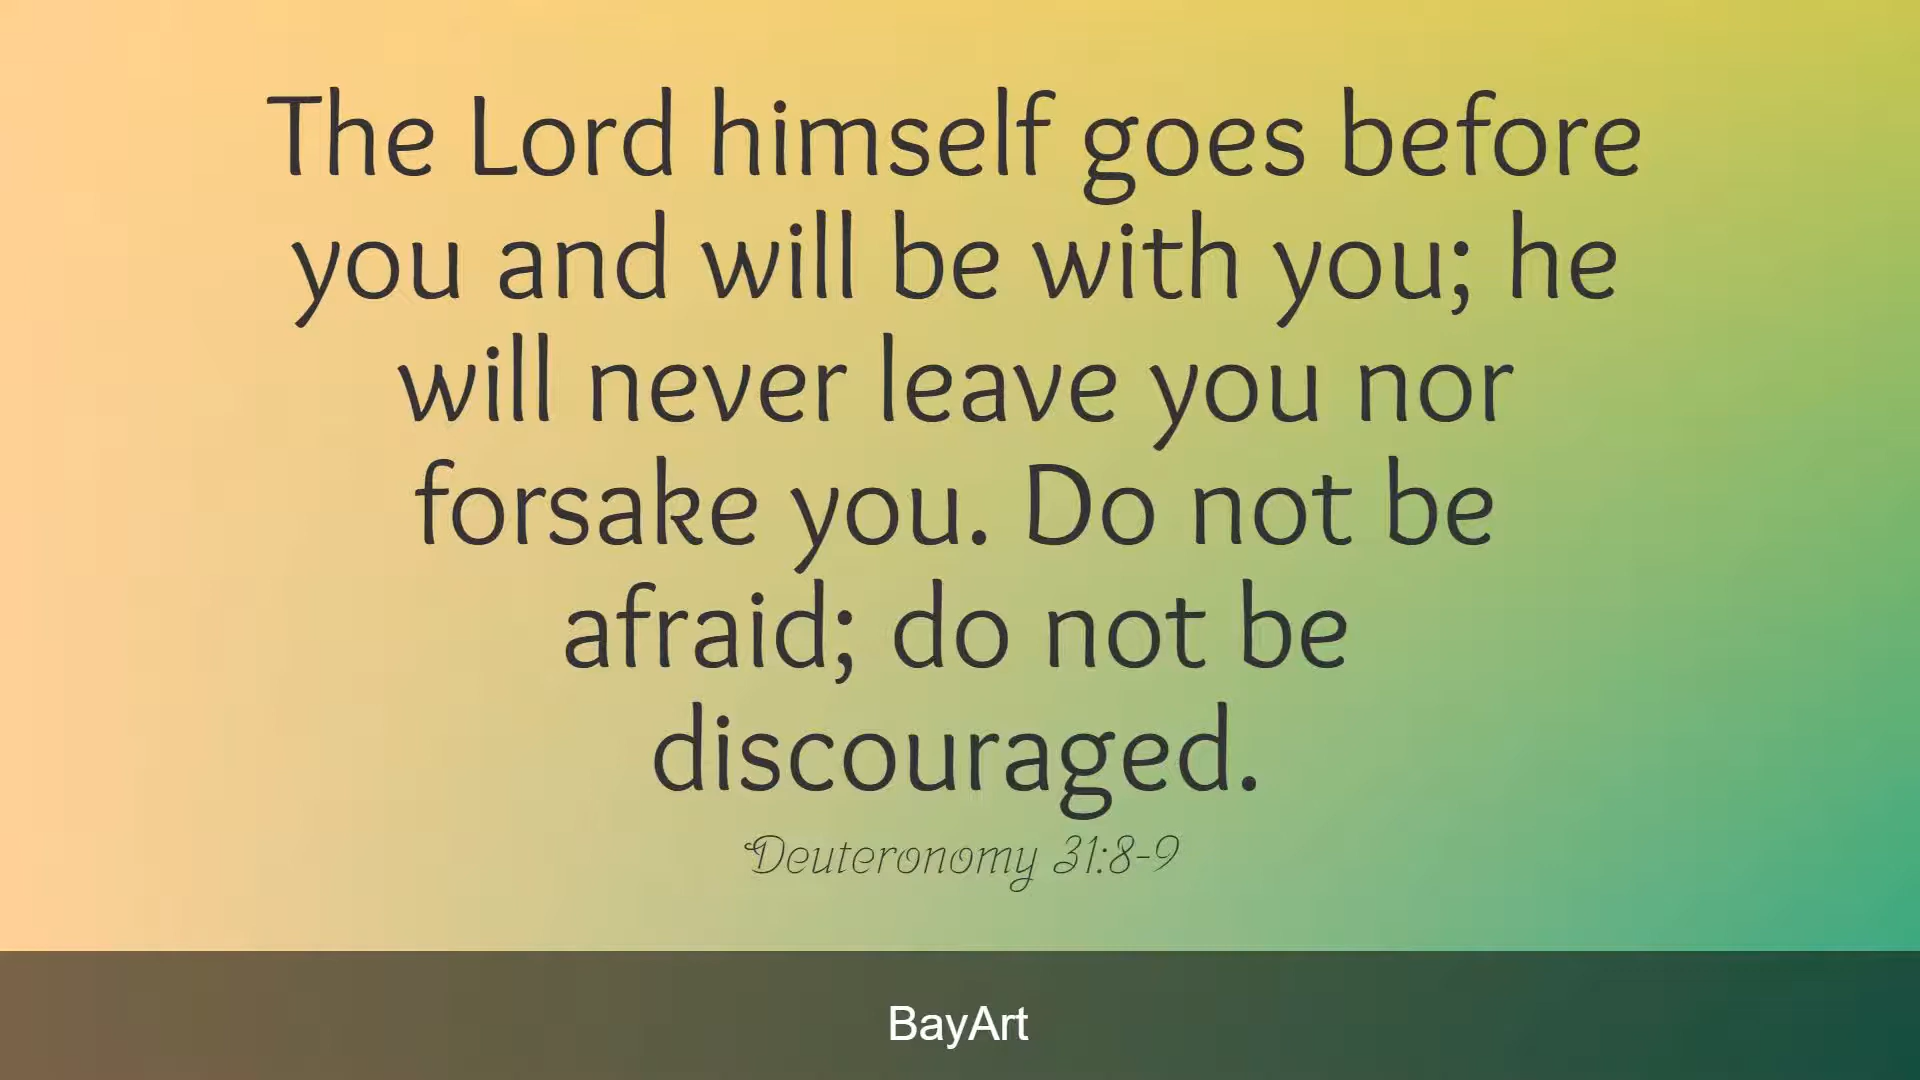 The Lord himself goes before
you and will be with you; he
will never leave you nor
forsake you. Do not be
afraid; do not be
discouraged.
Deuteronomy 31:8-9
BayArt